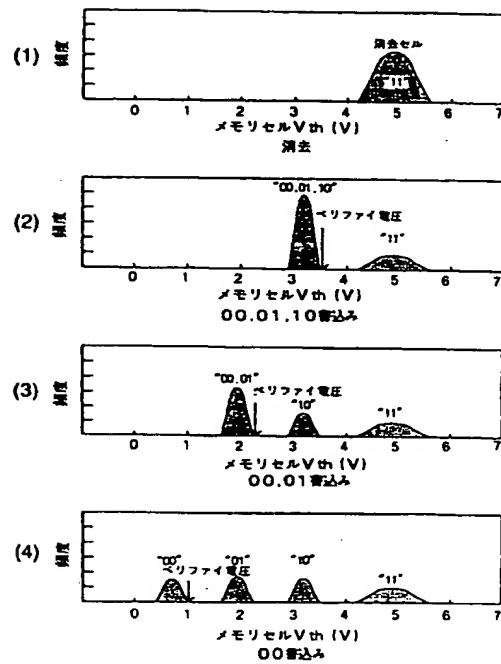 (1)
頻度
消去セル
"11"
0 1 2 3 4 5 6 7
メモリセルVth (V)
消去
(2)
頻度
"00,01,10"
ベリファイ電圧
"11"
0 1 2 3 4 5 6 7
メモリセルVth (V)
00,01,10書込み
(3)
頻度
"00,01"
ベリファイ電圧
"10"
"11"
0 1 2 3 4 5 6 7
メモリセルVth (V)
00,01書込み
(4)
頻度
"00" "01" "10"
ベリファイ電圧
"11"
0 1 2 3 4 5 6 7
メモリセルVth (V)
00書込み